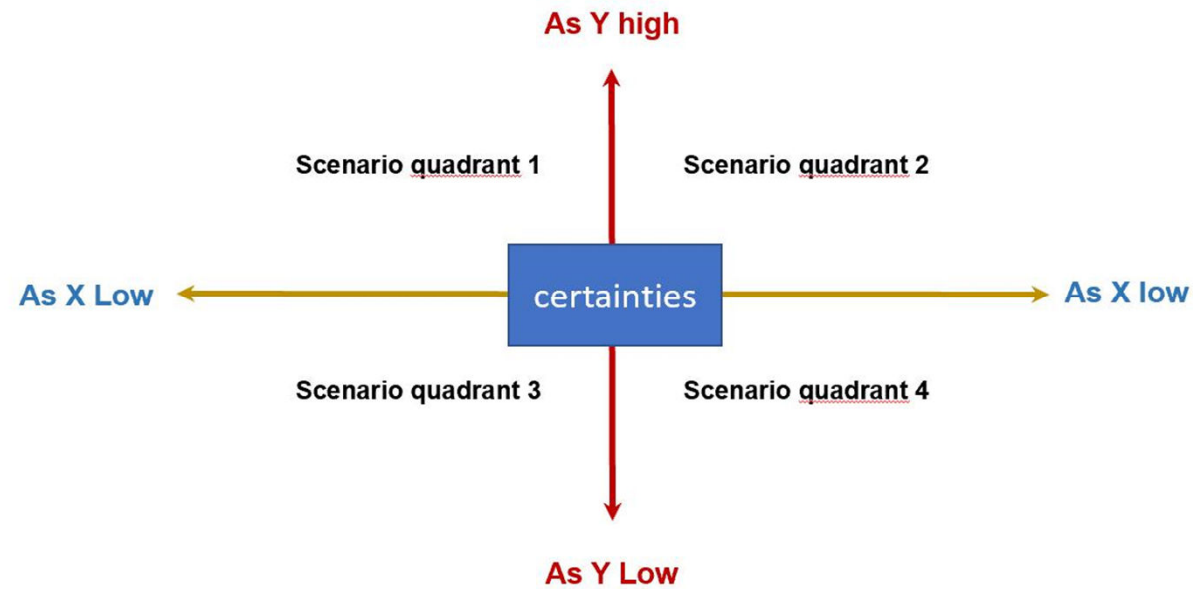 As Y high
Scenario quadrant 1
Scenario quadrant 2
As X Low
certainties
As X low
Scenario quadrant 3
Scenario quadrant 4
As Y Low